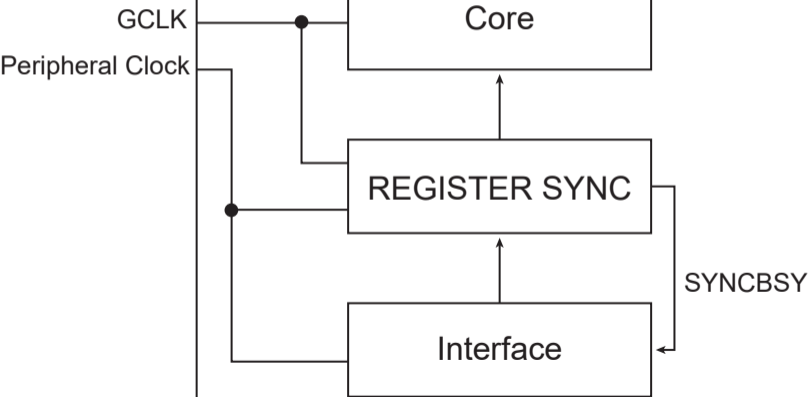 GCLK
Core
Peripheral Clock
REGISTER SYNC
SYNCBSY
Interface